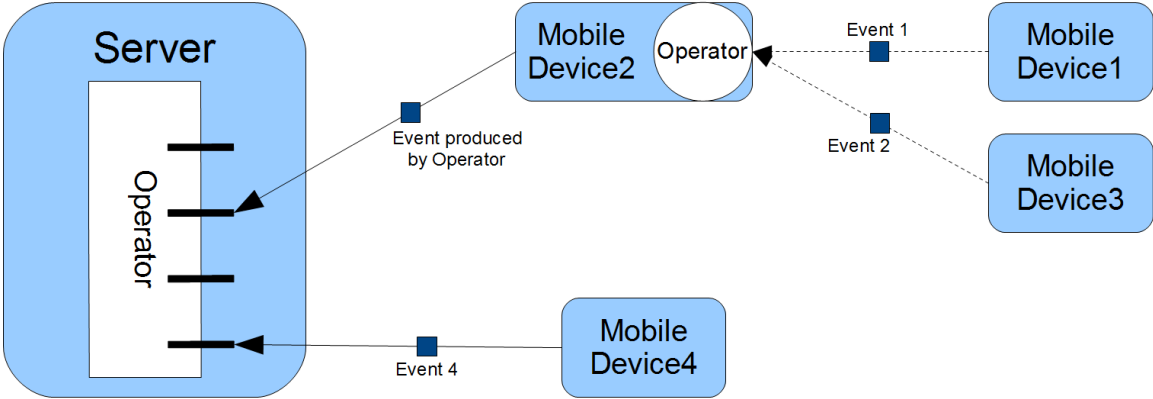 Server
Operator
Mobile
Device2
Operator
Event 1
Mobile
Device1
Event produced
by Operator
Event 2
Mobile
Device3
Event 4
Mobile
Device4